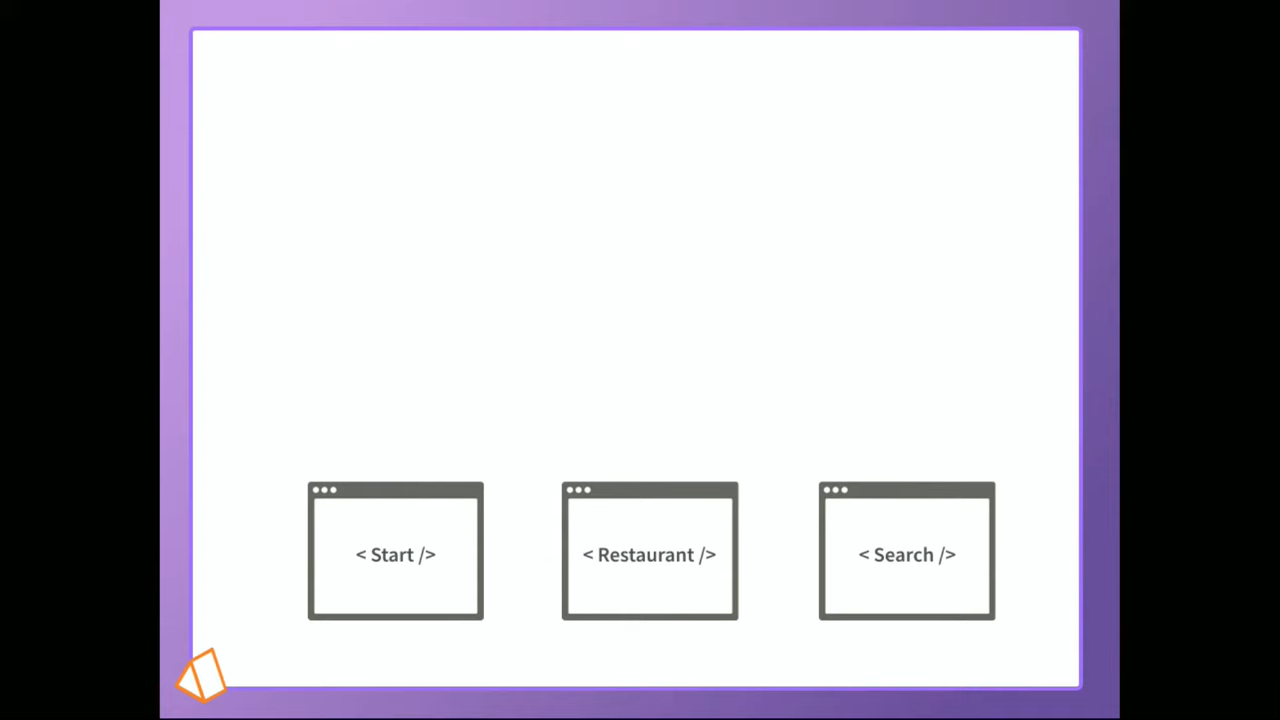 < Start />
< Restaurant />
< Search />